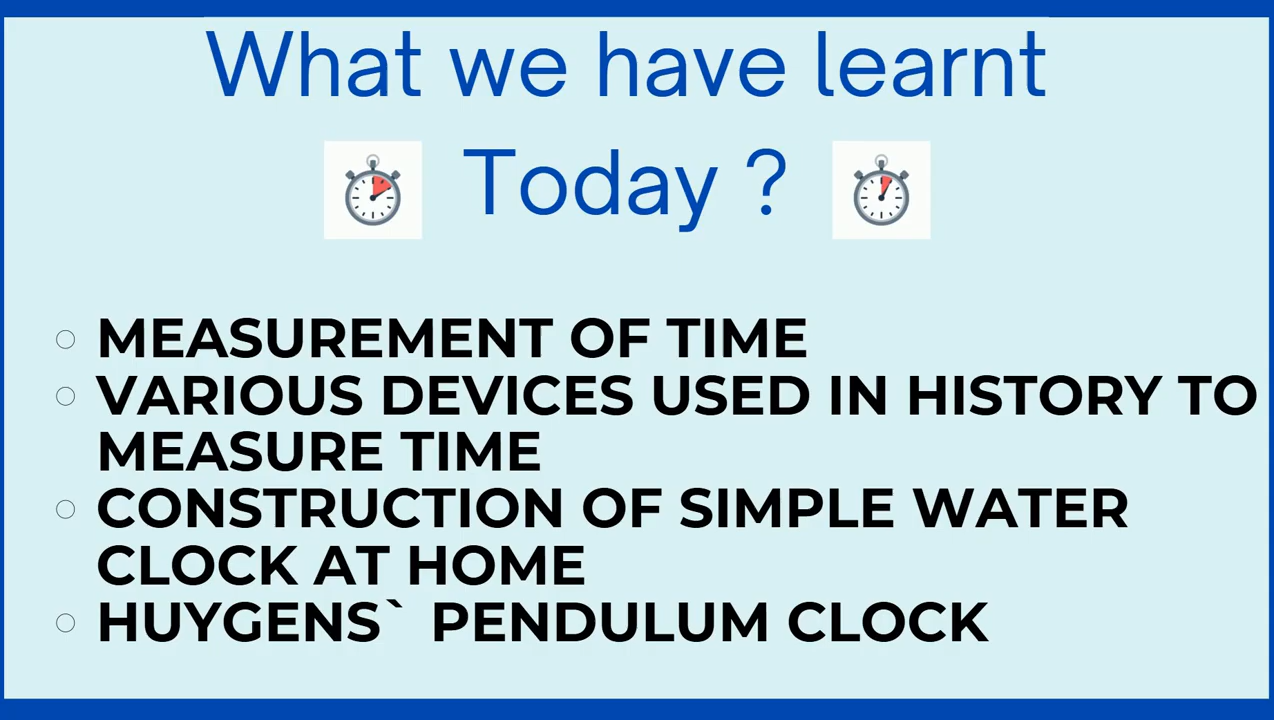 What we have learnt
Today ?
MEASUREMENT OF TIME
VARIOUS DEVICES USED IN HISTORY TO
MEASURE TIME
CONSTRUCTION OF SIMPLE WATER
CLOCK AT HOME
HUYGENS` PENDULUM CLOCK